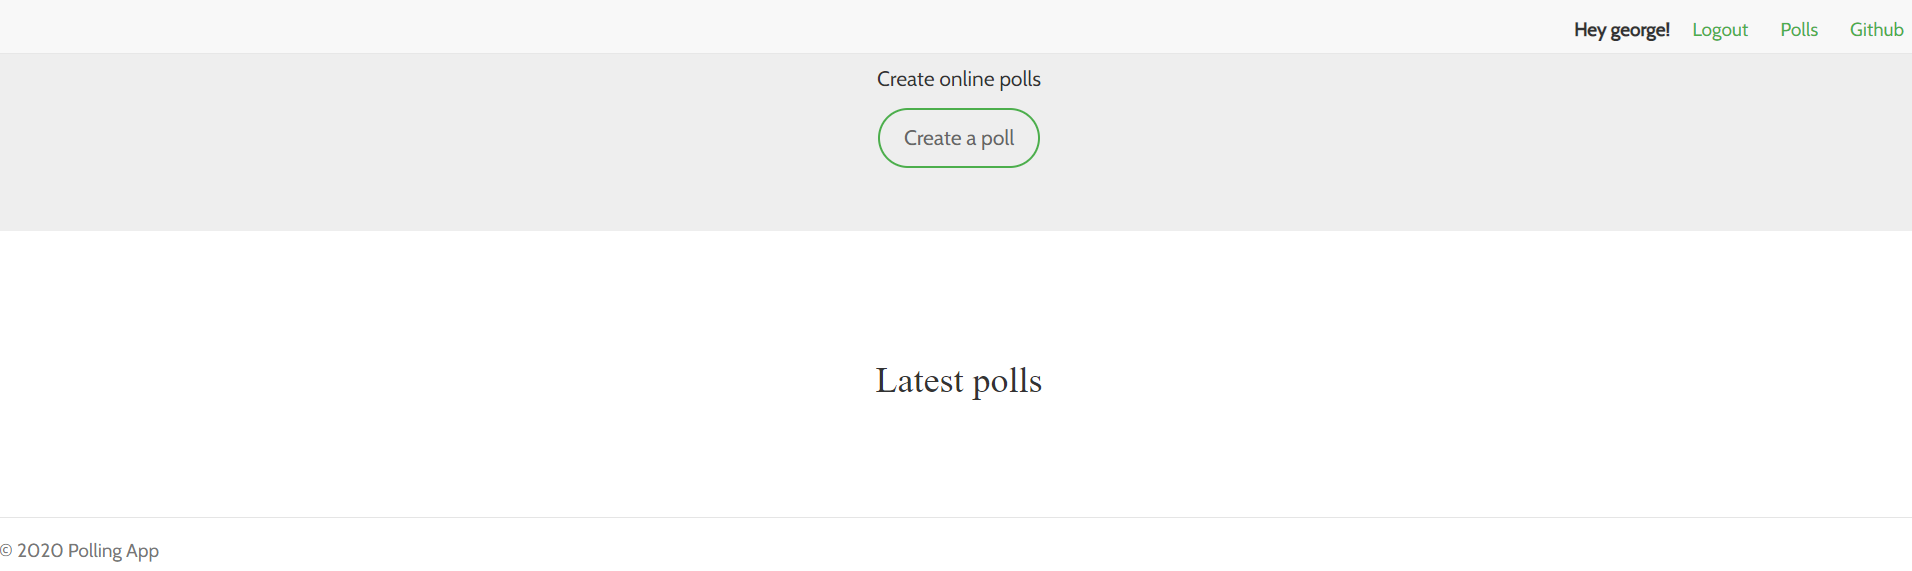 Hey george! Logout Polls Github
Create online polls
Create a poll
Latest polls
© 2020 Polling App